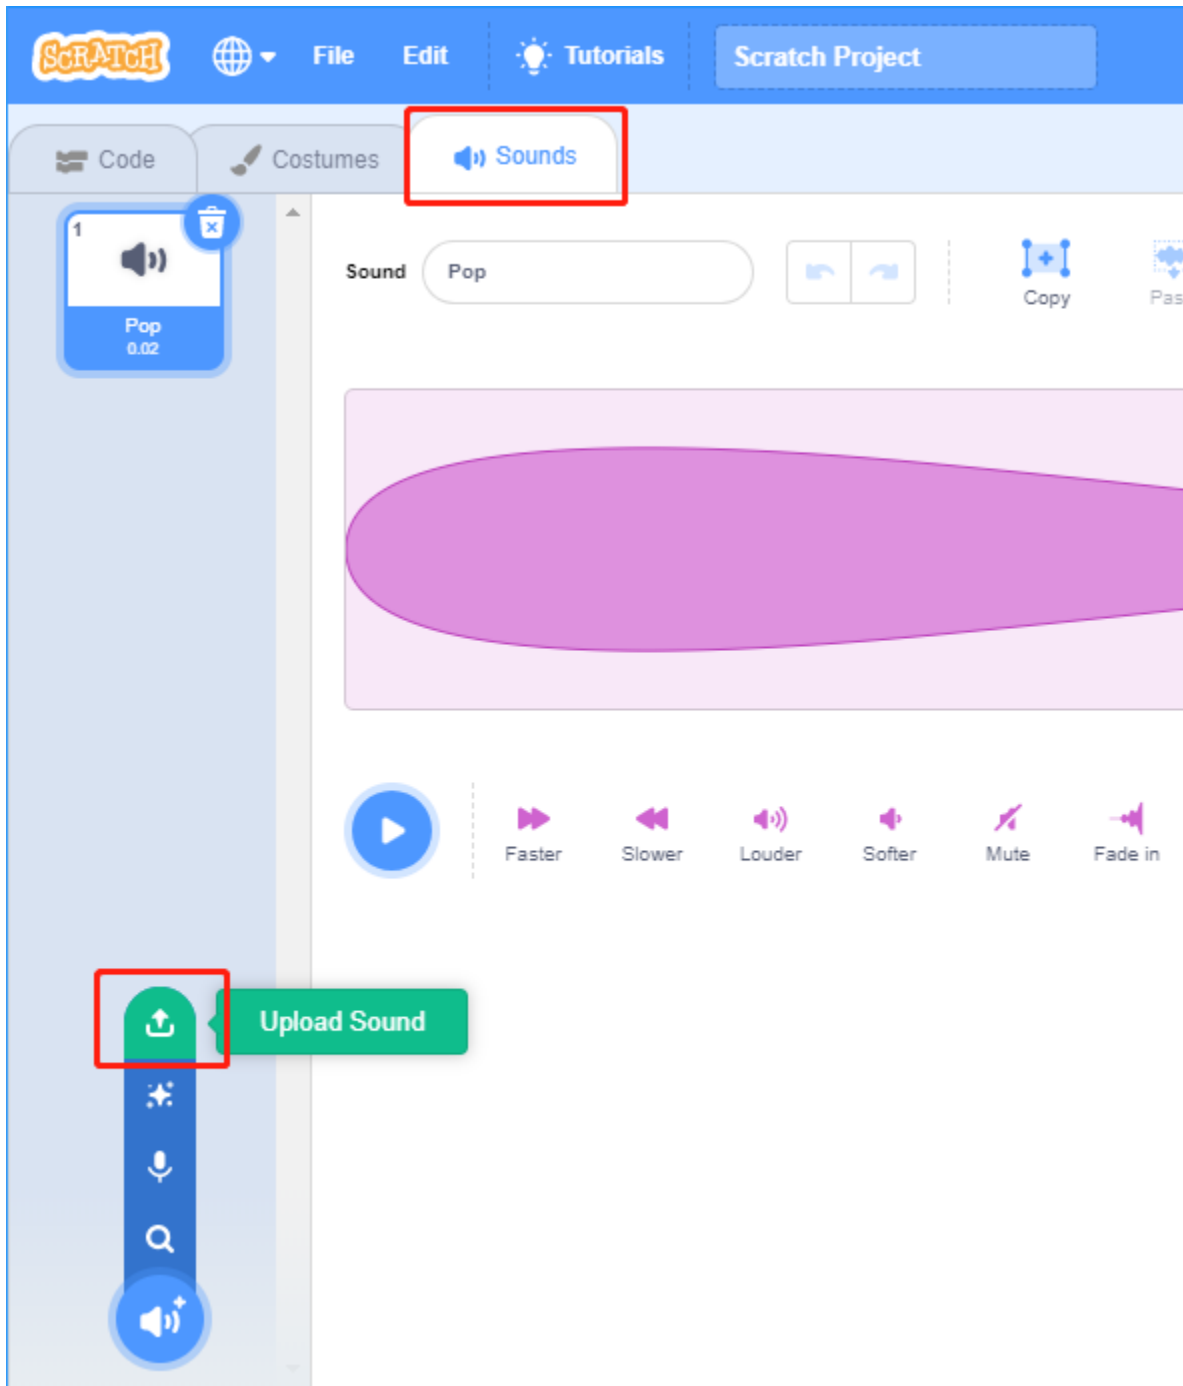 SCRATCH File Edit Tutorials Scratch Project
Code Costumes Sounds
1
Pop
0.02
Sound Pop
Copy Pas
Faster Slower Louder Softer Mute Fade in
Upload Sound